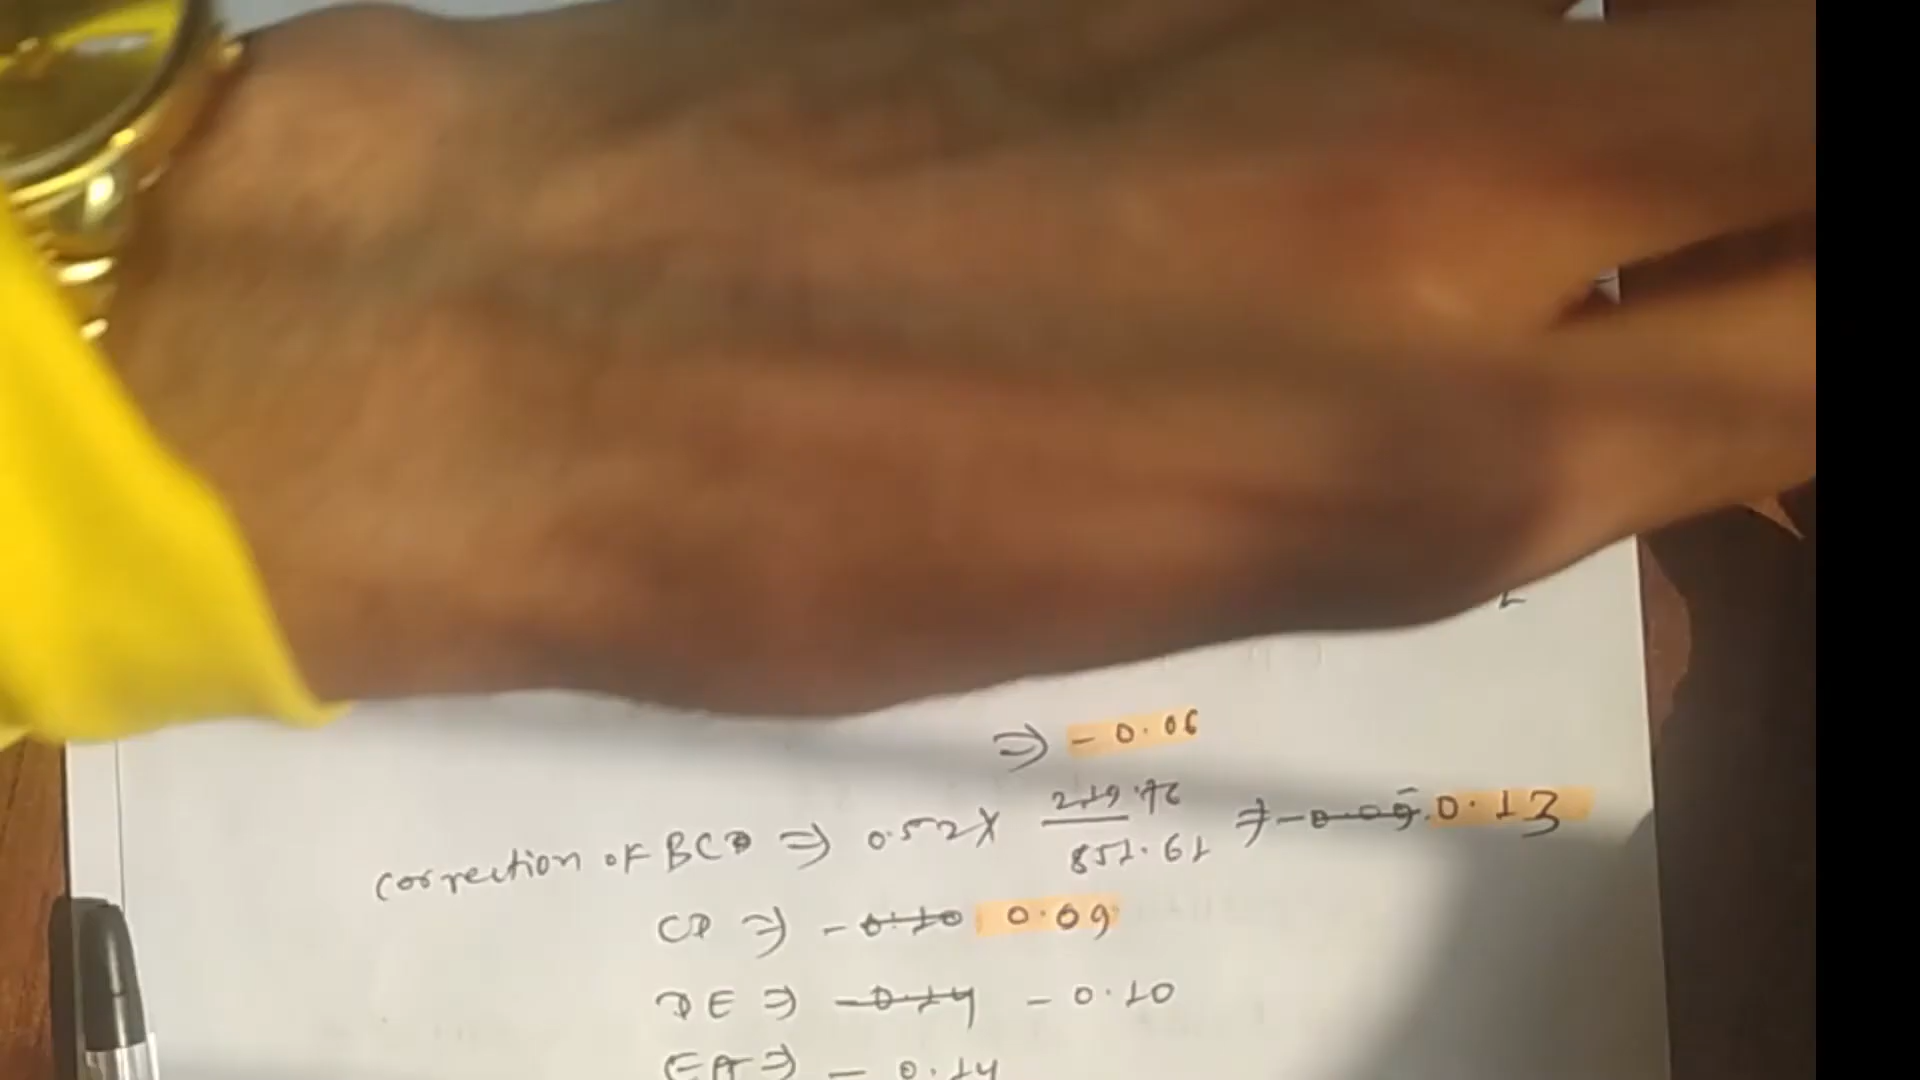 ⇒ - 0.06
correction of BCD ⇒ 0.52 X 219.76 / 851.61 ⇒ -0.09 - 0.13
CD ⇒ - 0.10 0.09
DE ⇒ -0.14 - 0.10
EA ⇒ - 0.14